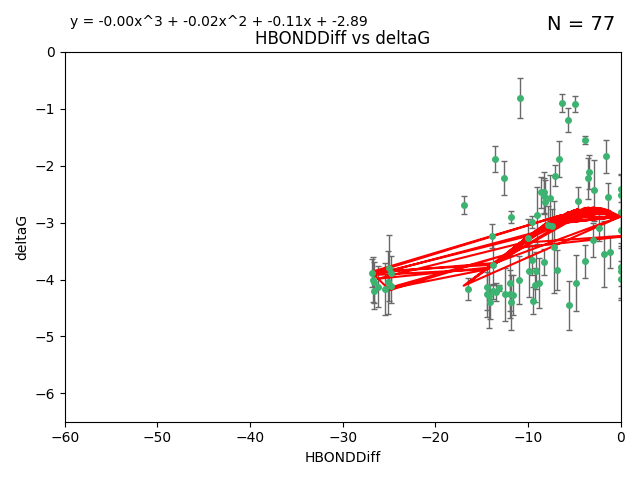 y = -0.00x^3 + -0.02x^2 + -0.11x + -2.89
N = 77
HBONDDiff vs deltaG
0
−1
−2
−3
−4
−5
−6
deltaG
−60 −50 −40 −30 −20 −10 0
HBONDDiff